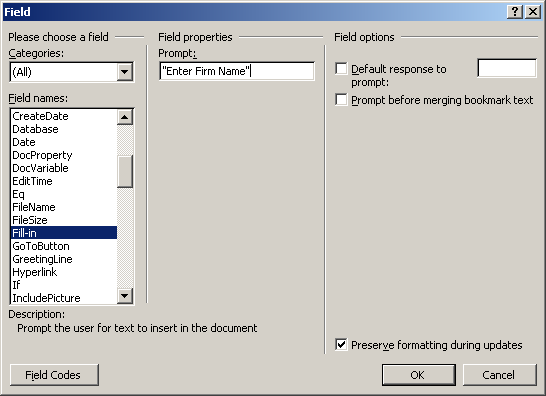 Field
Please choose a field
Categories:
(All)
Field names:
CreateDate
Database
Date
DocProperty
DocVariable
EditTime
Eq
FileName
FileSize
Fill-in
GoToButton
GreetingLine
Hyperlink
If
IncludePicture
Description:
Prompt the user for text to insert in the document
Field properties
Prompt:
"Enter Firm Name"
Field options
Default response to
prompt:
Prompt before merging bookmark text
Preserve formatting during updates
Field Codes
OK
Cancel